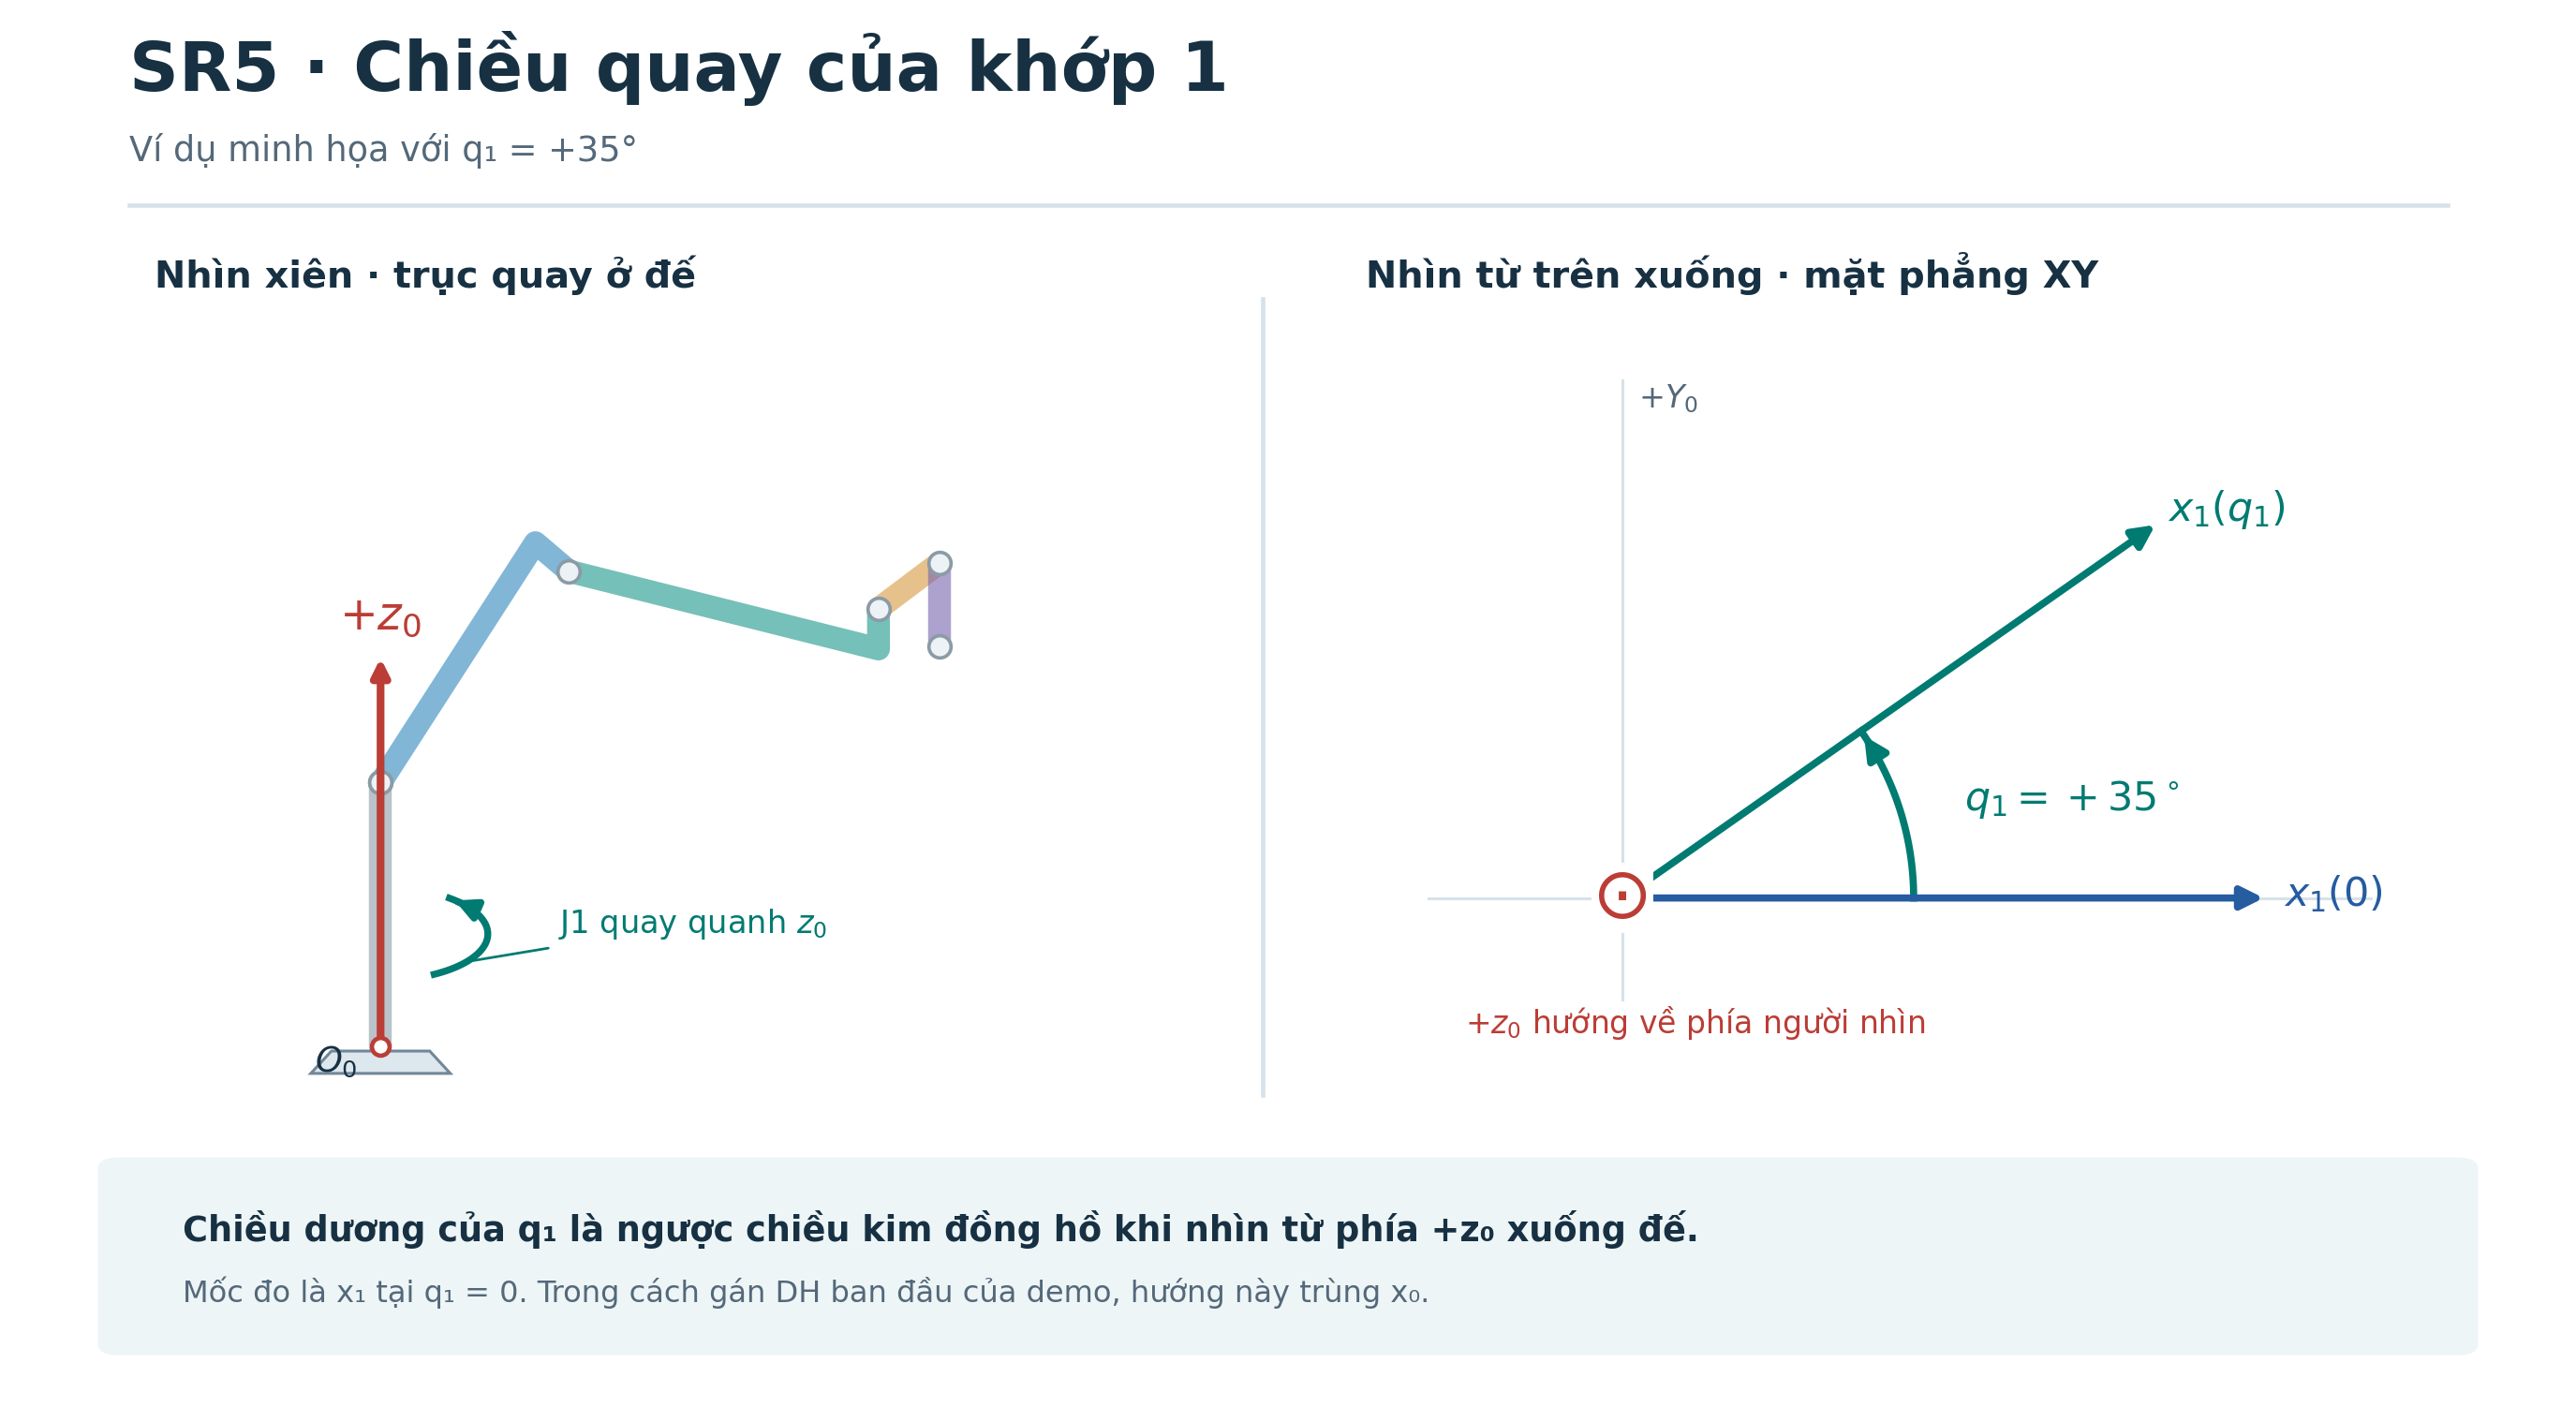 SR5 · Chiều quay của khớp 1
Ví dụ minh họa với q₁ = +35°
Nhìn xiên · trục quay ở đế
+z₀
J1 quay quanh z₀
O₀
Nhìn từ trên xuống · mặt phẳng XY
+Y₀
x₁(q₁)
q₁ = +35°
x₁(0)
+z₀ hướng về phía người nhìn
Chiều dương của q₁ là ngược chiều kim đồng hồ khi nhìn từ phía +z₀ xuống đế.
Mốc đo là x₁ tại q₁ = 0. Trong cách gán DH ban đầu của demo, hướng này trùng x₀.